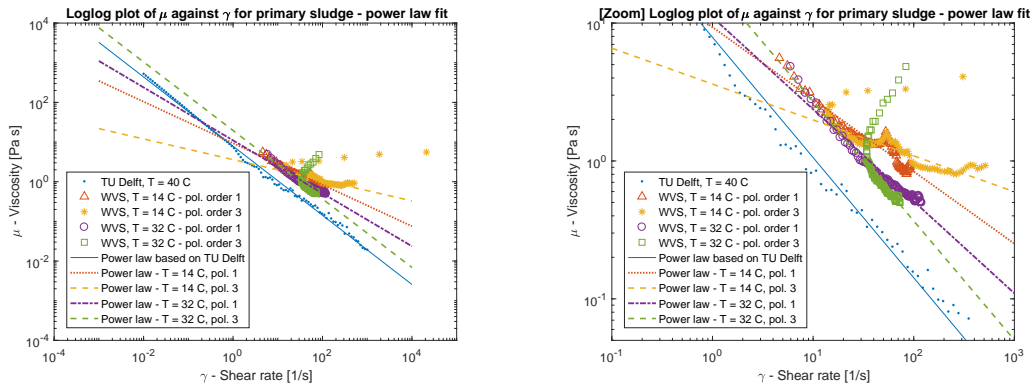 Loglog plot of μ against γ for primary sludge - power law fit
10^4
10^2
10^0
10^-2
10^-4
μ - Viscosity [Pa s]
TU Delft, T = 40 C
WVS, T = 14 C - pol. order 1
WVS, T = 14 C - pol. order 3
WVS, T = 32 C - pol. order 1
WVS, T = 32 C - pol. order 3
Power law based on TU Delft
Power law - T = 14 C, pol. 1
Power law - T = 14 C, pol. 3
Power law - T = 32 C, pol. 1
Power law - T = 32 C, pol. 3
10^-4 10^-2 10^0 10^2 10^4
γ - Shear rate [1/s]
[Zoom] Loglog plot of μ against γ for primary sludge - power law fit
10^1
10^0
10^-1
μ - Viscosity [Pa s]
TU Delft, T = 40 C
WVS, T = 14 C - pol. order 1
WVS, T = 14 C - pol. order 3
WVS, T = 32 C - pol. order 1
WVS, T = 32 C - pol. order 3
Power law based on TU Delft
Power law - T = 14 C, pol. 1
Power law - T = 14 C, pol. 3
Power law - T = 32 C, pol. 1
Power law - T = 32 C, pol. 3
10^-1 10^0 10^1 10^2 10^3
γ - Shear rate [1/s]